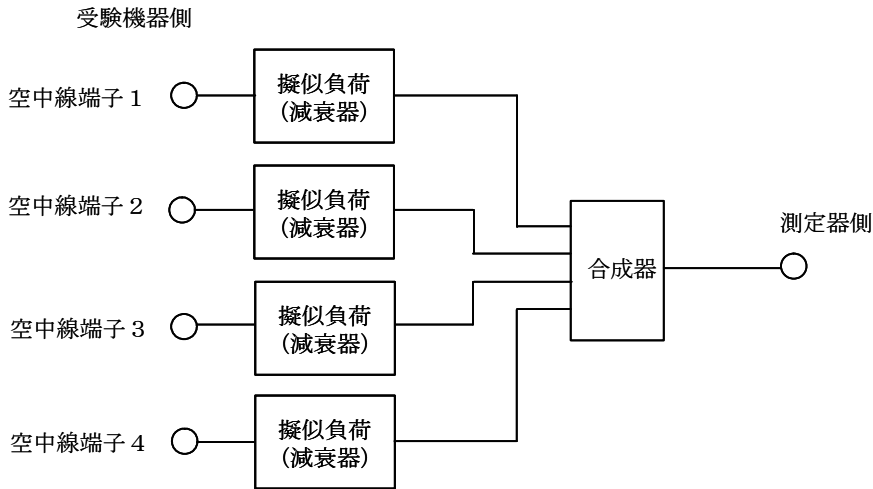 受験機器側
空中線端子1
擬似負荷
(減衰器)
空中線端子2
擬似負荷
(減衰器)
空中線端子3
擬似負荷
(減衰器)
空中線端子4
擬似負荷
(減衰器)
合成器
測定器側